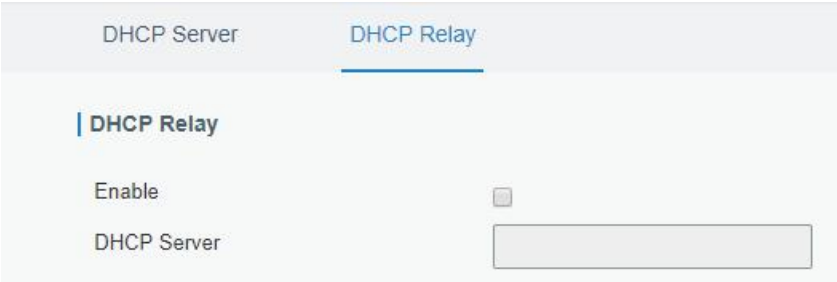 DHCP Server DHCP Relay
DHCP Relay
Enable
DHCP Server